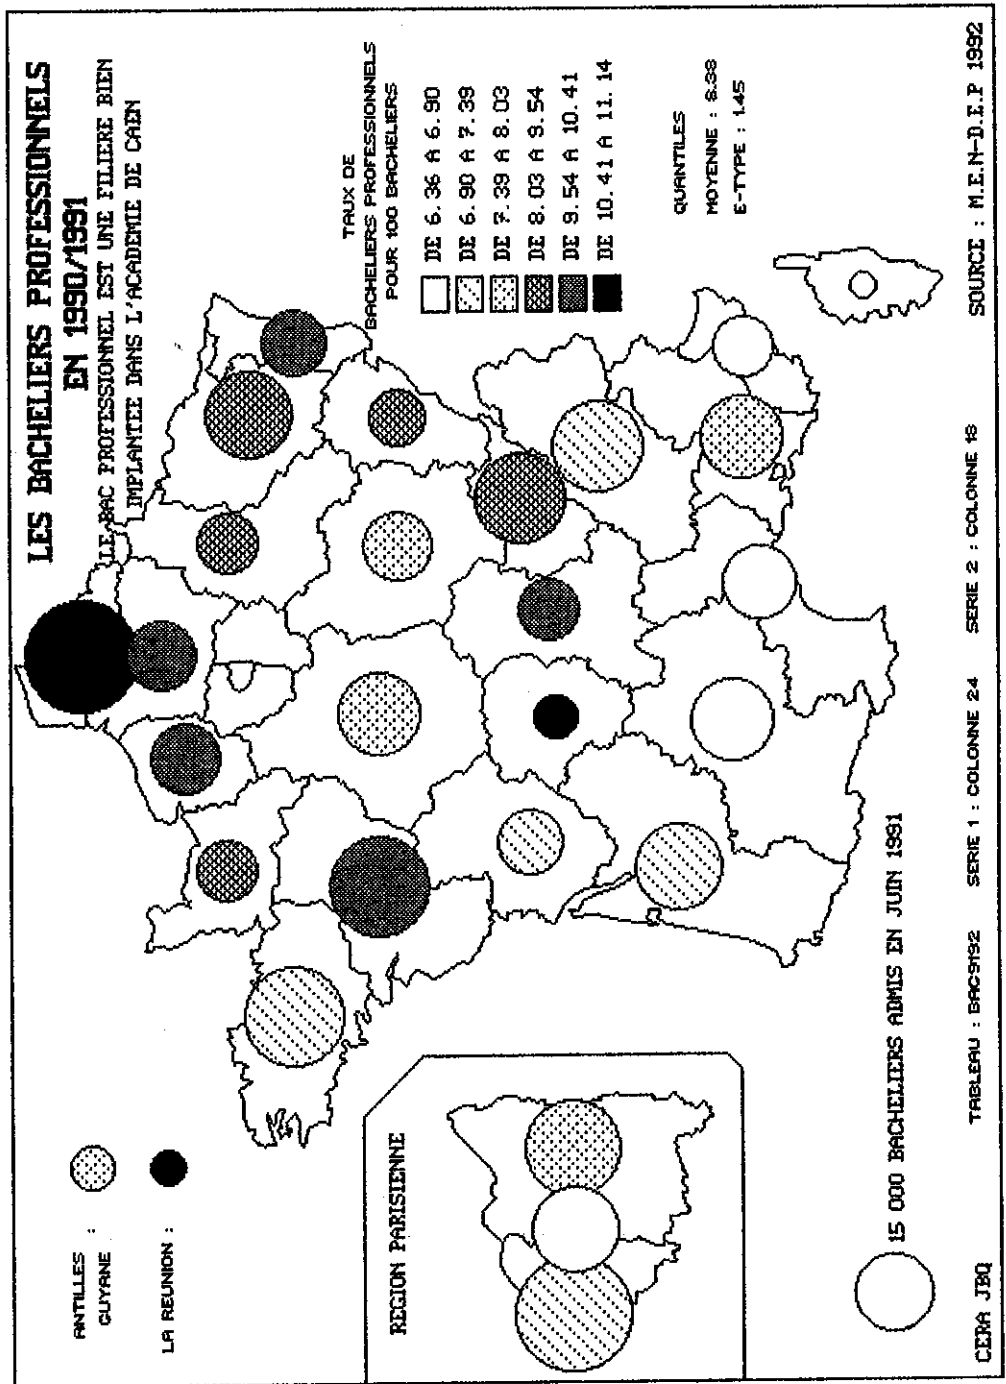 LES BACHELIERS PROFESSIONNELS
EN 1990/1991
LE BAC PROFESSIONNEL EST UNE FILIERE BIEN
IMPLANTEE DANS L'ACADEMIE DE CAEN
ANTILLES :
GUYANE
LA REUNION :
TAUX DE
BACHELIERS PROFESSIONNELS
POUR 100 BACHELIERS
DE 6.36 A 6.90
DE 6.90 A 7.39
DE 7.39 A 8.03
DE 8.03 A 9.54
DE 9.54 A 10.41
DE 10.41 A 11.14
QUANTILES
MOYENNE : 8.38
E-TYPE : 1.45
REGION PARISIENNE
15 000 BACHELIERS ADMIS EN JUIN 1991
CERA JBQ TABLEAU : BAC9192 SERIE 1 : COLONNE 24 SERIE 2 : COLONNE 18 SOURCE : M.E.N-D.E.P 1992